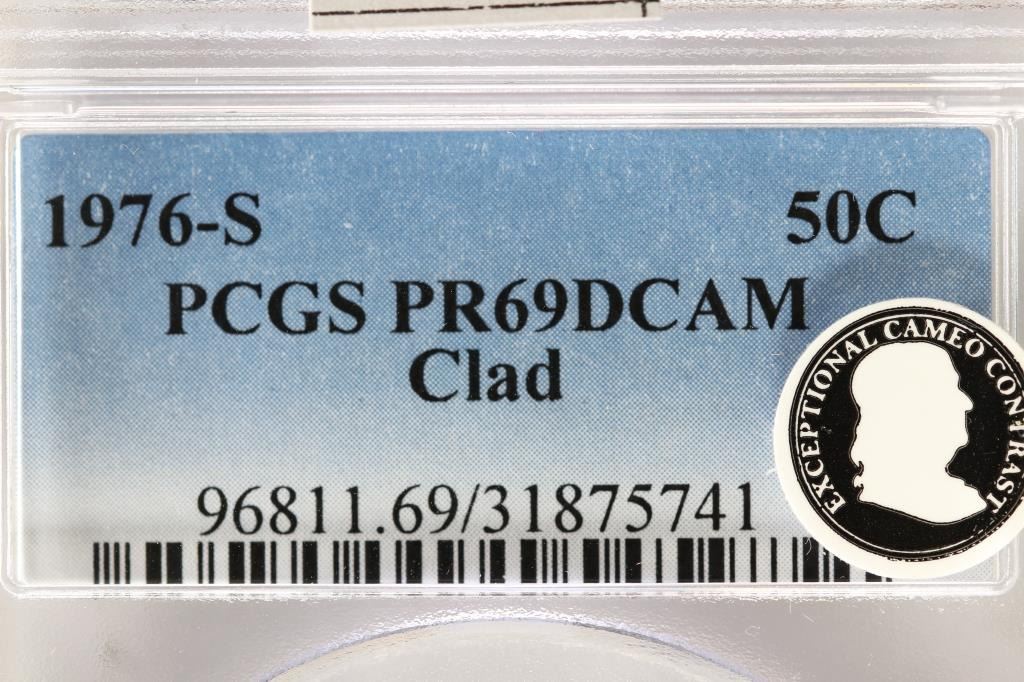 1976-S 50C
PCGS PR69DCAM
Clad
96811.69/31875741
EXCEPTIONAL CAMEO CONTRAST